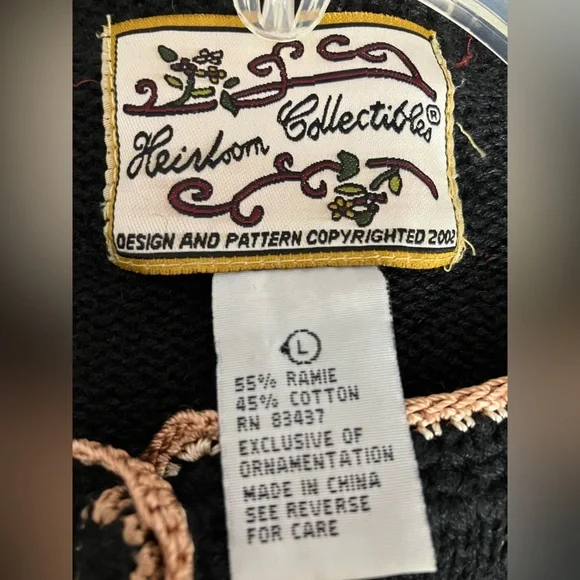 Heirloom Collectibles®
DESIGN AND PATTERN COPYRIGHTED 2002
L
55% RAMIE
45% COTTON
RN 83437
EXCLUSIVE OF
ORNAMENTATION
MADE IN CHINA
SEE REVERSE
FOR CARE